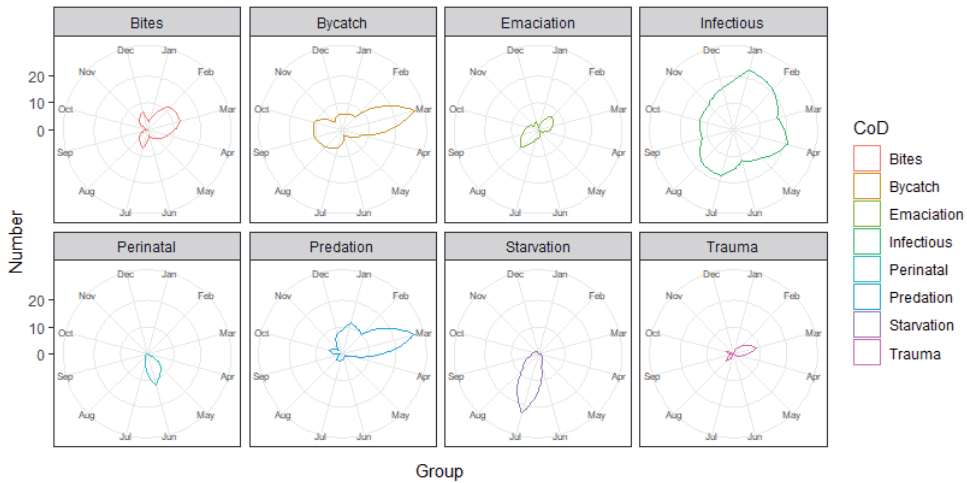 Bites
Bycatch
Emaciation
Infectious
Dec Jan Dec Jan Dec Jan Dec Jan
Nov Feb Nov Feb Nov Feb Nov Feb
20
10 Oct Mar Oct Mar Oct Mar Oct Mar
0
Sep Apr Sep Apr Sep Apr Sep Apr
Aug May Aug May Aug May Aug May
Jul Jun Jul Jun Jul Jun Jul Jun
Number
Perinatal
Predation
Starvation
Trauma
Dec Jan Dec Jan Dec Jan Dec Jan
Nov Feb Nov Feb Nov Feb Nov Feb
20
10 Oct Mar Oct Mar Oct Mar Oct Mar
0
Sep Apr Sep Apr Sep Apr Sep Apr
Aug May Aug May Aug May Aug May
Jul Jun Jul Jun Jul Jun Jul Jun
Group
CoD
Bites
Bycatch
Emaciation
Infectious
Perinatal
Predation
Starvation
Trauma